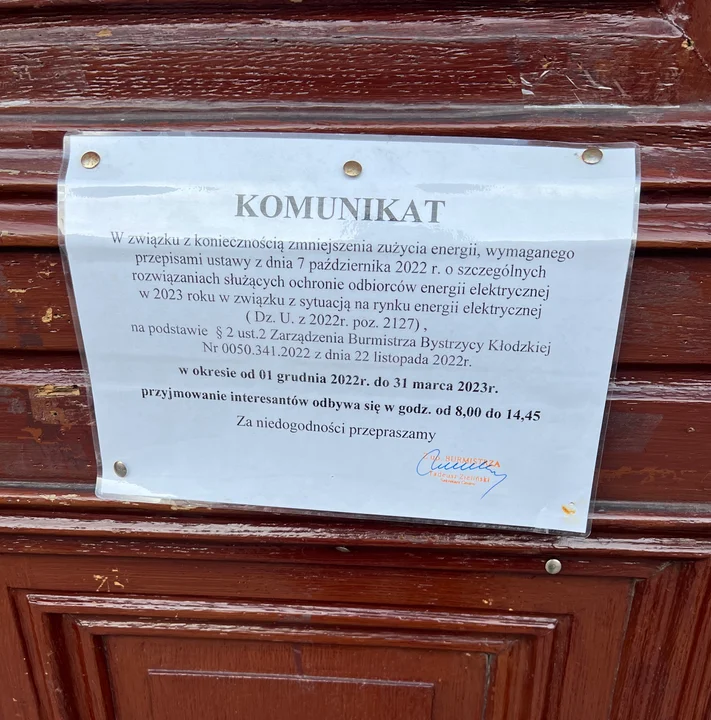 KOMUNIKAT
W związku z koniecznością zmniejszenia zużycia energii, wymaganego
przepisami ustawy z dnia 7 października 2022 r. o szczególnych
rozwiązaniach służących ochronie odbiorców energii elektrycznej
w 2023 roku w związku z sytuacją na rynku energii elektrycznej
( Dz. U. z 2022r. poz. 2127) ,
na podstawie § 2 ust.2 Zarządzenia Burmistrza Bystrzycy Kłodzkiej
Nr 0050.341.2022 z dnia 22 listopada 2022r.
w okresie od 01 grudnia 2022r. do 31 marca 2023r.
przyjmowanie interesantów odbywa się w godz. od 8,00 do 14,45
Za niedogodności przepraszamy
BURMISTRZA